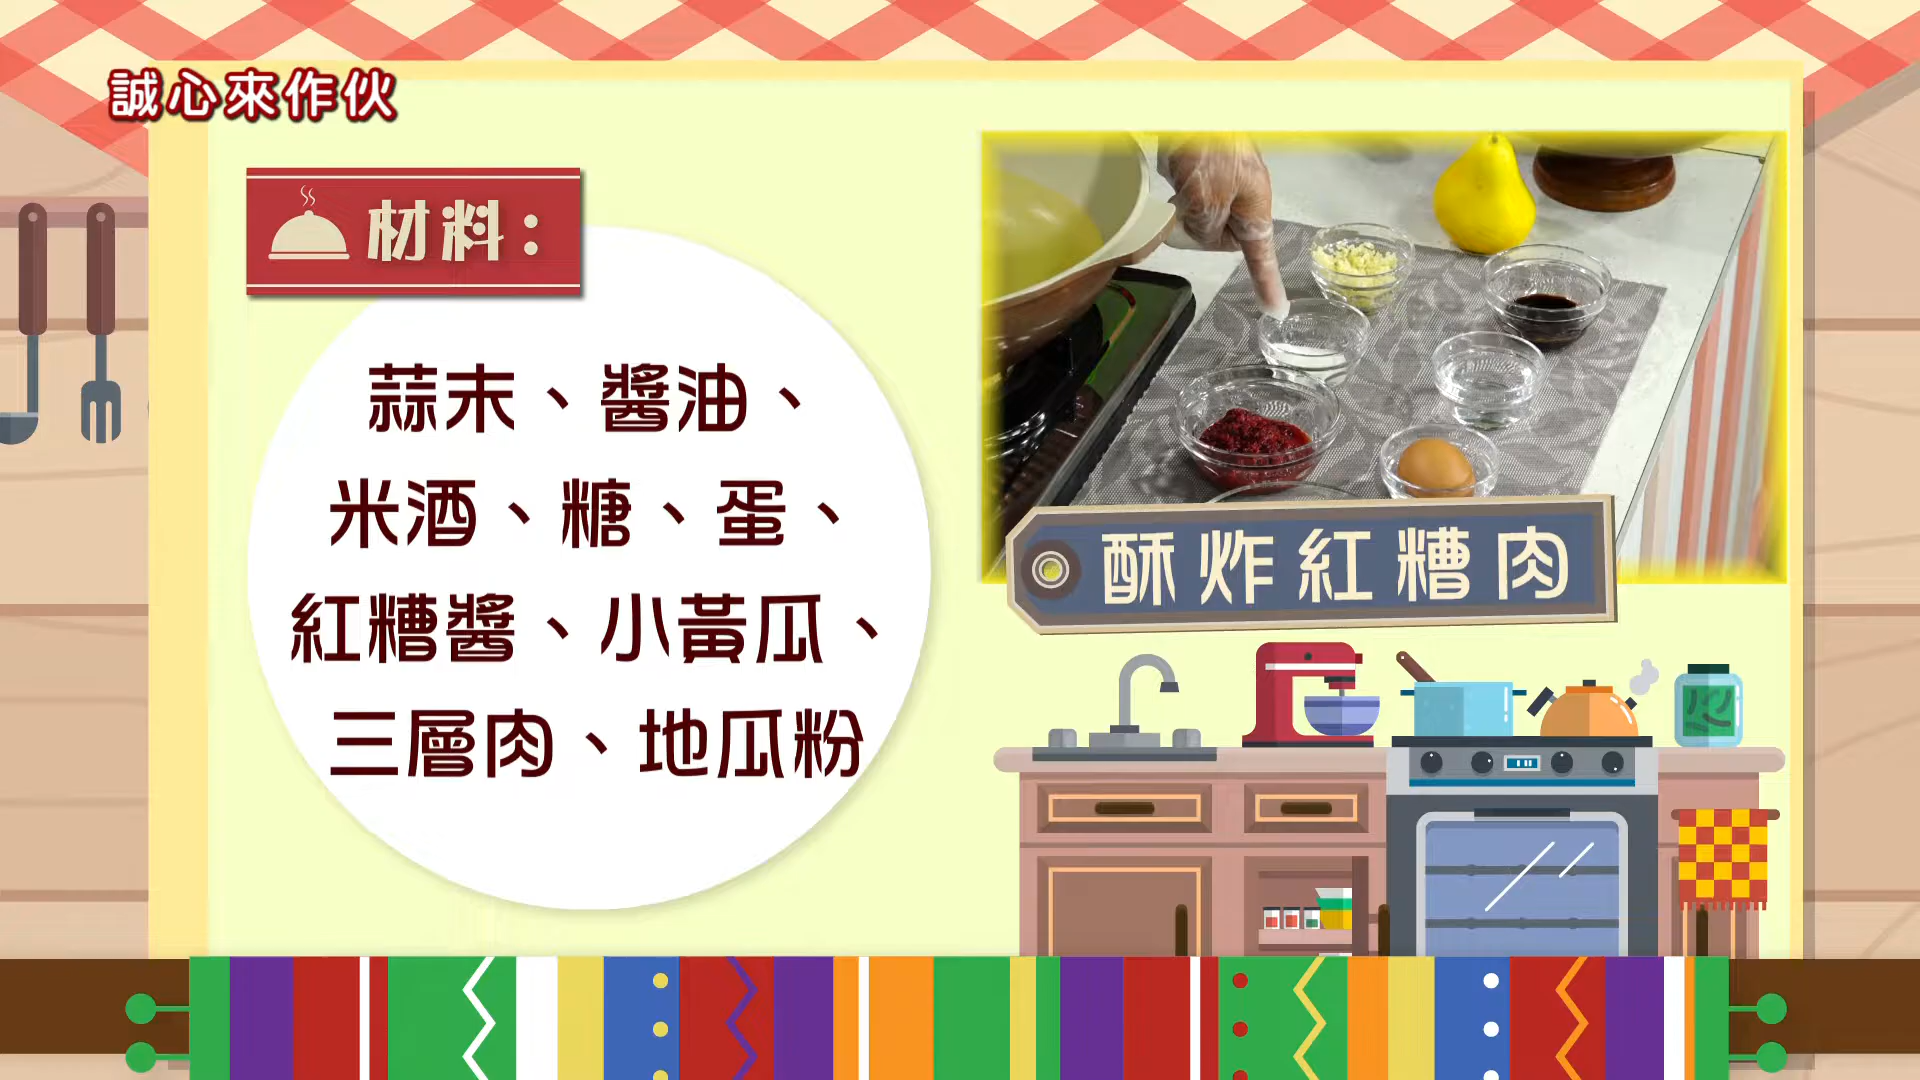 誠心來作伙
材料：
蒜末、醬油、
米酒、糖、蛋、
紅糟醬、小黃瓜、
三層肉、地瓜粉
酥炸紅糟肉